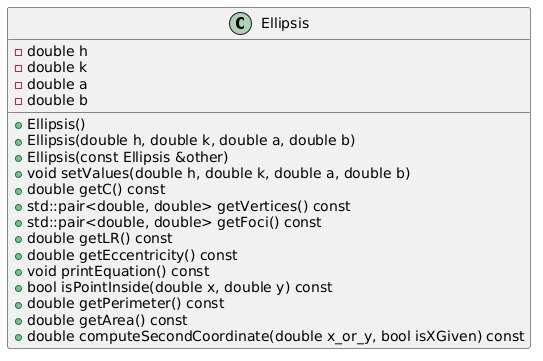 C Ellipsis
double h
double k
double a
double b
Ellipsis()
Ellipsis(double h, double k, double a, double b)
Ellipsis(const Ellipsis &other)
void setValues(double h, double k, double a, double b)
double getC() const
std::pair<double, double> getVertices() const
std::pair<double, double> getFoci() const
double getLR() const
double getEccentricity() const
void printEquation() const
bool isPointInside(double x, double y) const
double getPerimeter() const
double getArea() const
double computeSecondCoordinate(double x_or_y, bool isXGiven) const